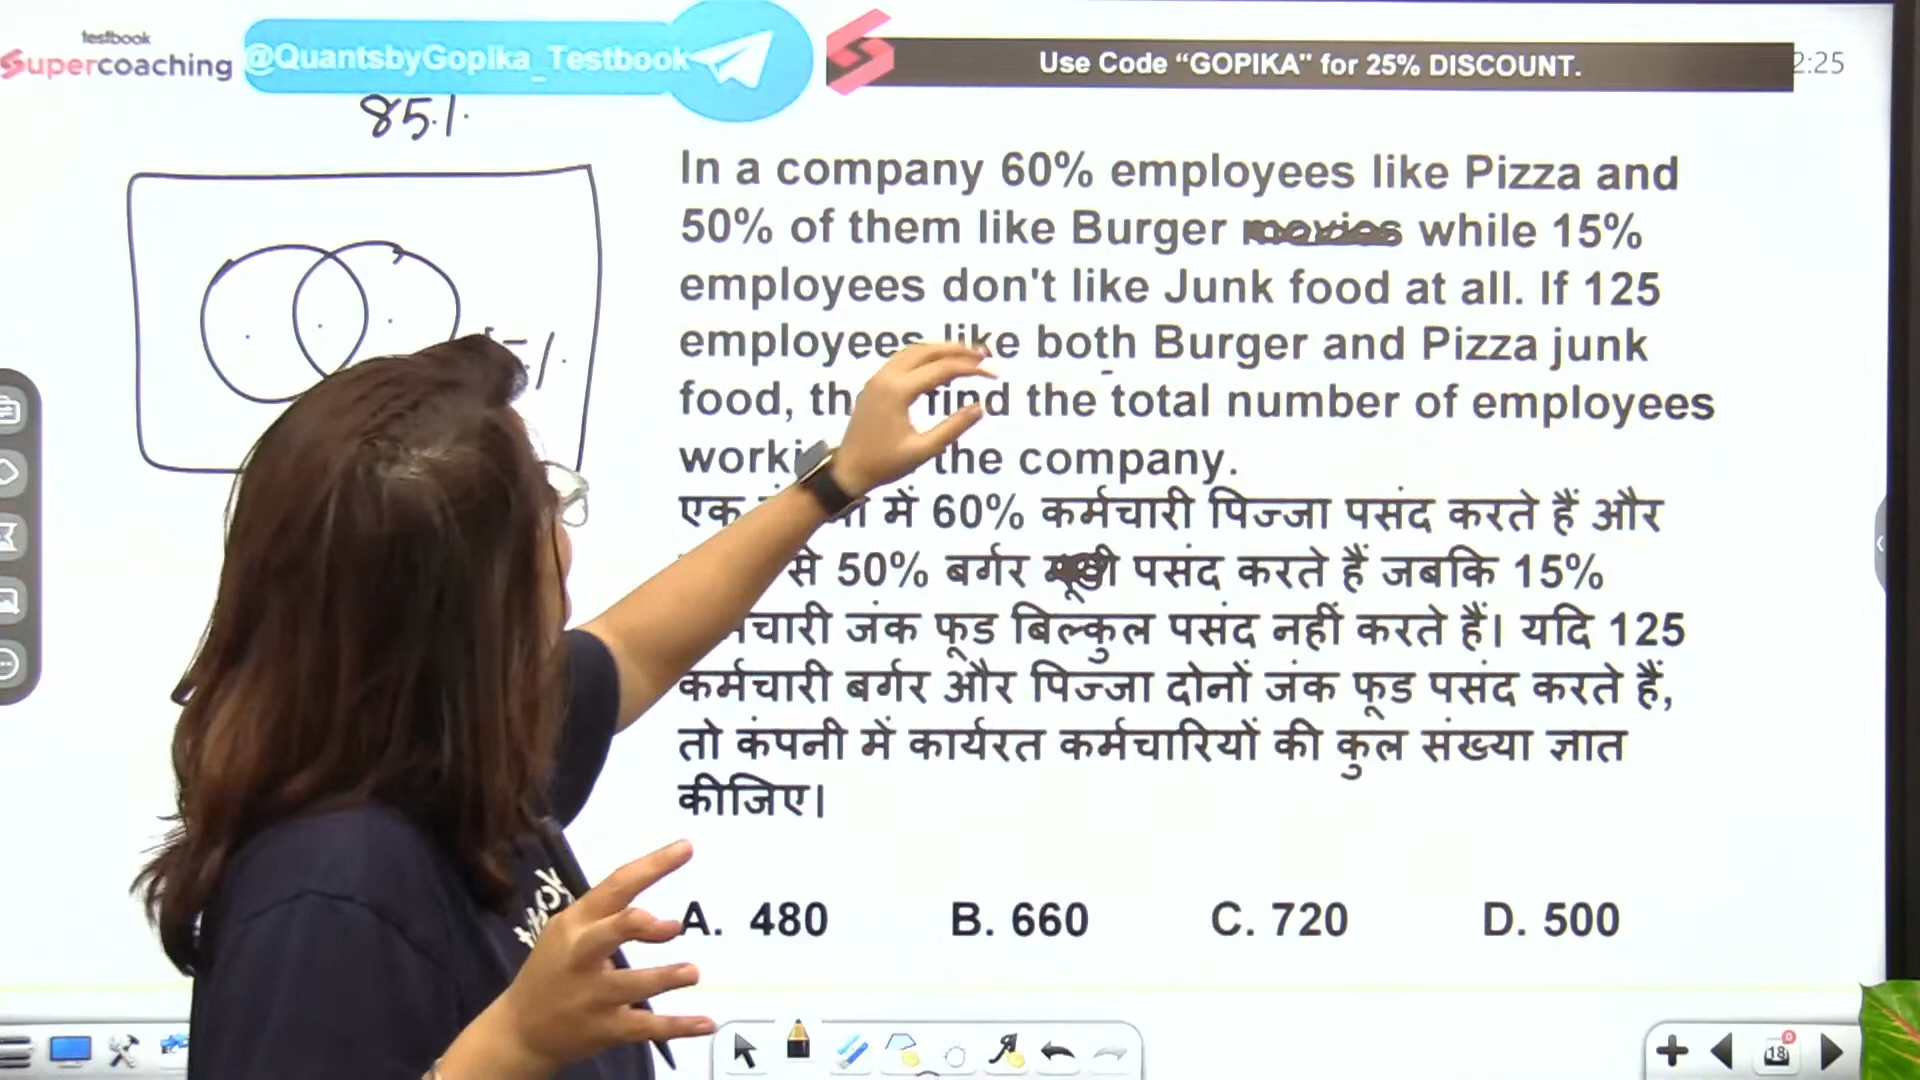 testbook
Supercoaching
@QuantsbyGopika_Testbook
Use Code “GOPIKA” for 25% DISCOUNT.
2:25
85%
In a company 60% employees like Pizza and
50% of them like Burger while 15%
employees don't like Junk food at all. If 125
employees like both Burger and Pizza junk
food, find the total number of employees
the company.
एक में 60% कर्मचारी पिज्जा पसंद करते हैं और
से 50% बर्गर पसंद करते हैं जबकि 15%
जंक फूड बिल्कुल पसंद नहीं करते हैं। यदि 125
कर्मचारी बर्गर और पिज्जा दोनों जंक फूड पसंद करते हैं,
तो कंपनी में कार्यरत कर्मचारियों की कुल संख्या ज्ञात
कीजिए।
A. 480 B. 660 C. 720 D. 500
18